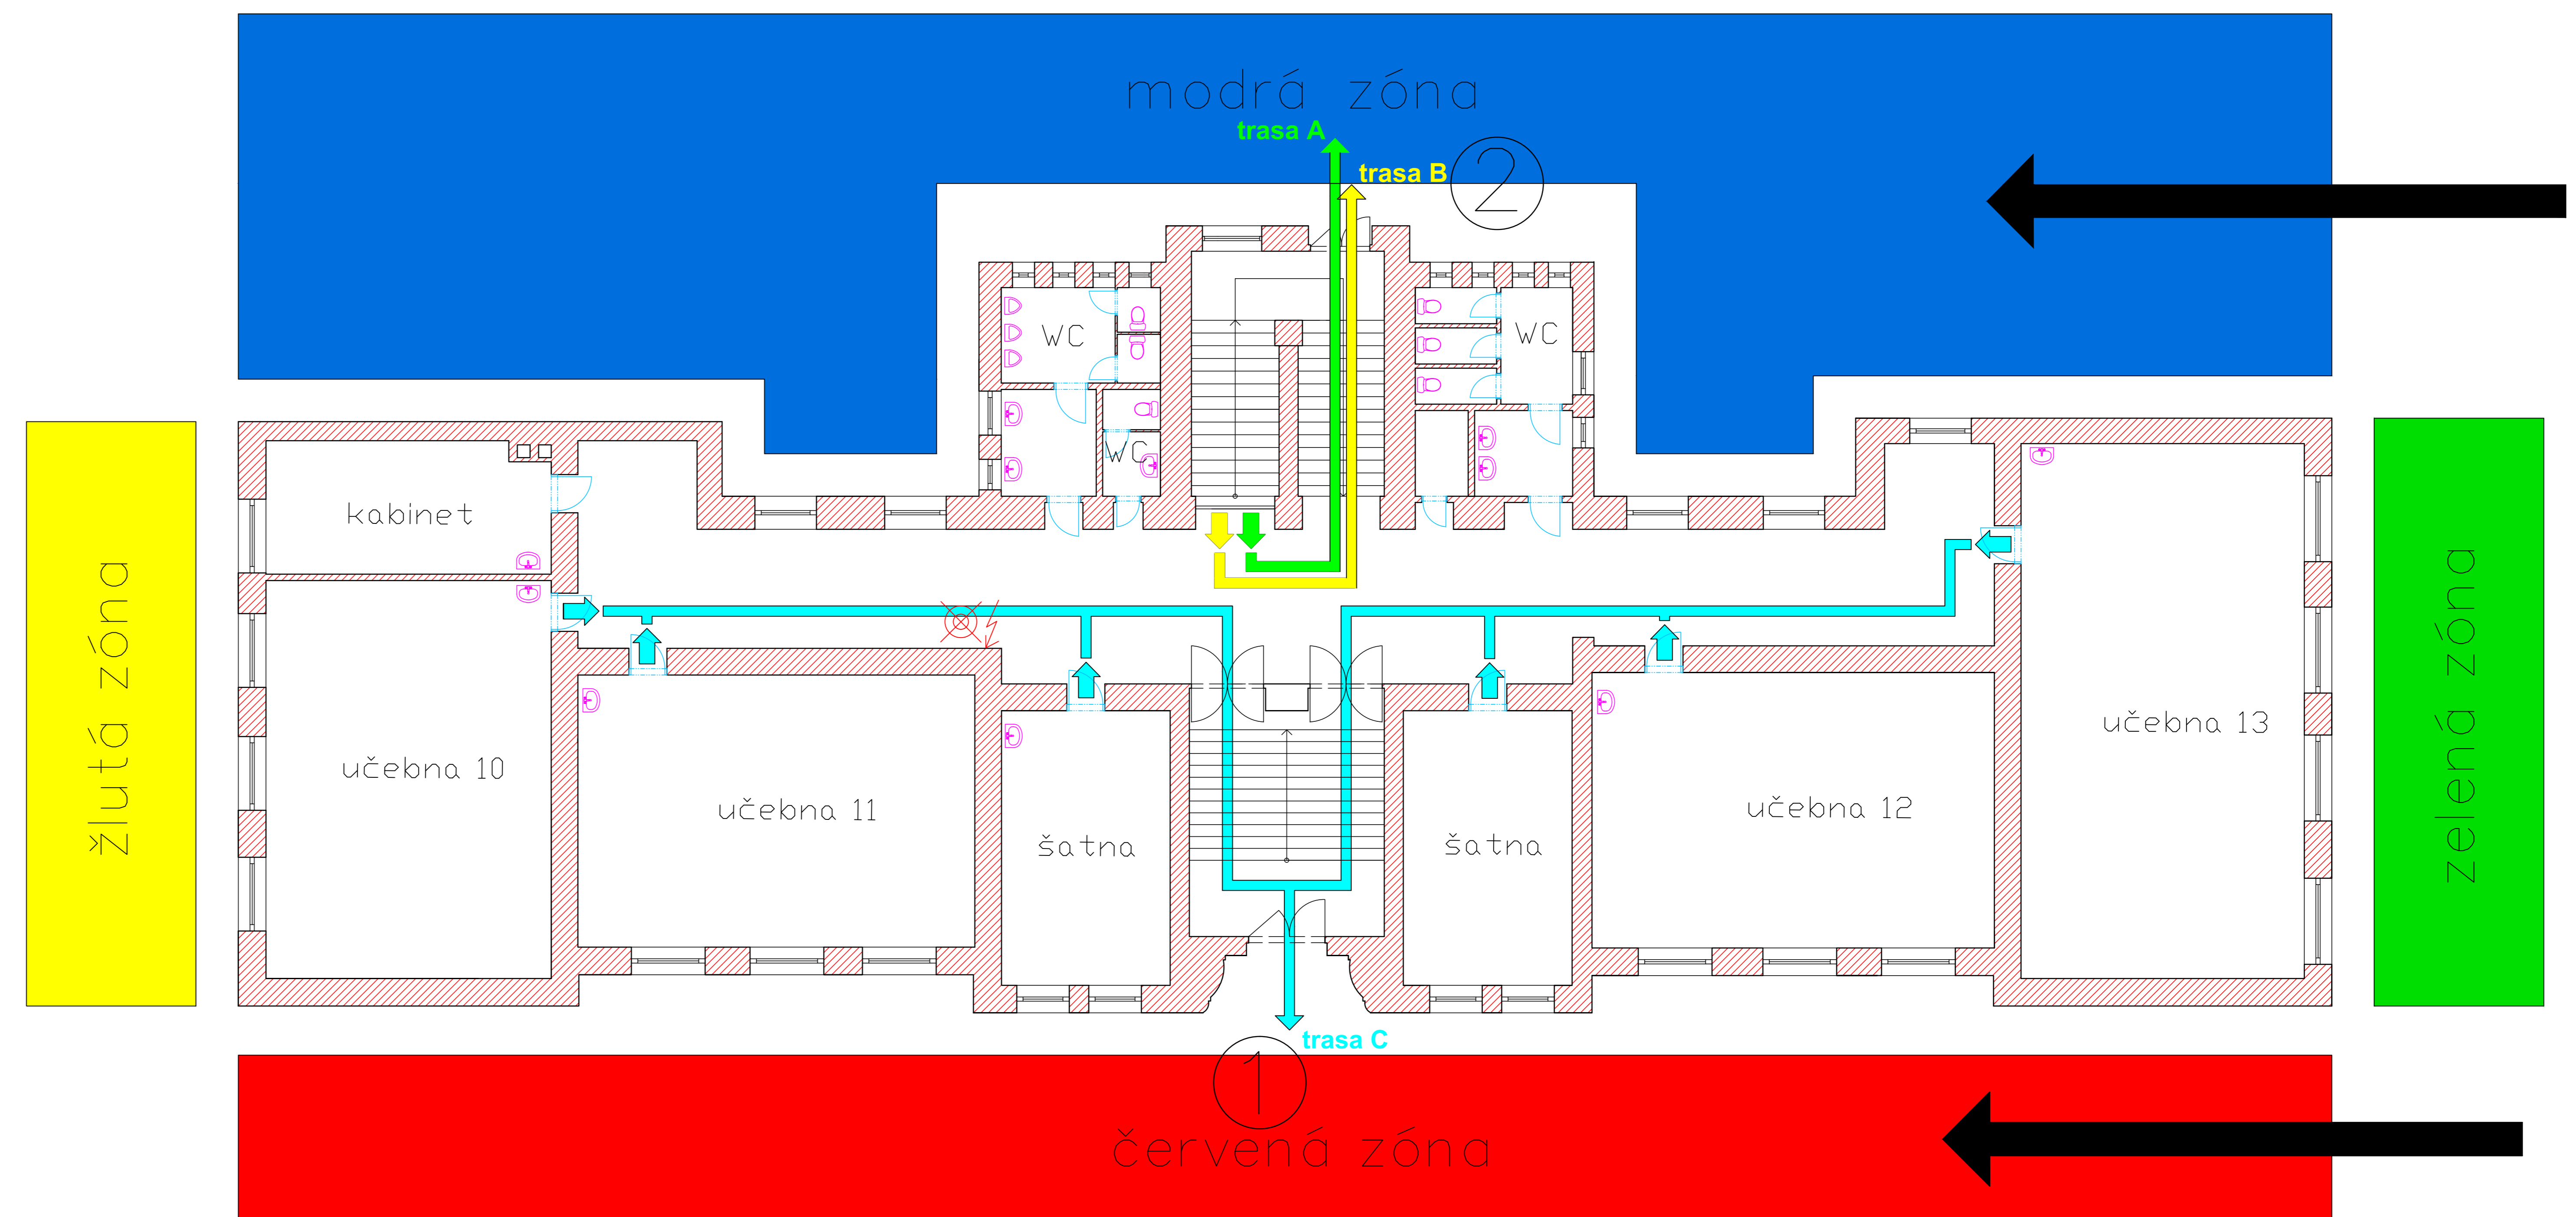 modrá zóna
trasa A
trasa B
2
WC
WC
WC
kabinet
žlutá zóna
zelená zóna
učebna 10
učebna 11
šatna
šatna
učebna 12
učebna 13
trasa C
1
červená zóna